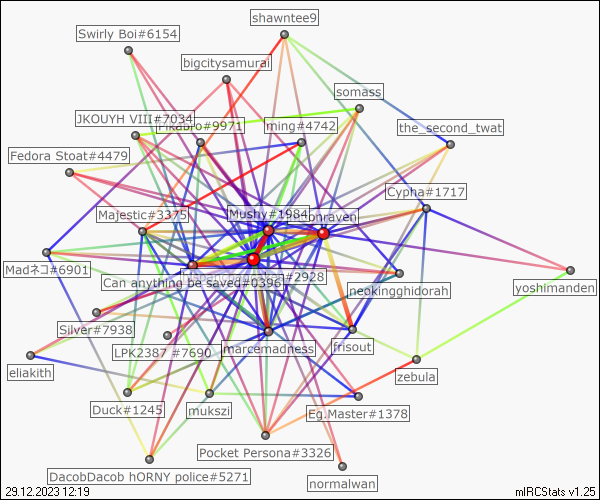 shawntee9
Swirly Boi#6154
bigcitysamurai
somass
JKOUYH VIII#7034
#9971
ming#4742
the_second_twat
Fedora Stoat#4479
Cypha#1717
Majestic#3375
Mushy#1984
onraven
Madネコ#6901
#2928
Can anything be saved#0396
neokingghidorah
yoshimanden
Silver#7938
LPK2387 #7690
marcemadness
frisout
eliakith
zebula
Duck#1245
mukszi
Eg.Master#1378
Pocket Persona#3326
DacobDacob hORNY police#5271
normalwan
29.12.2023 12:19
mIRCStats v1.25